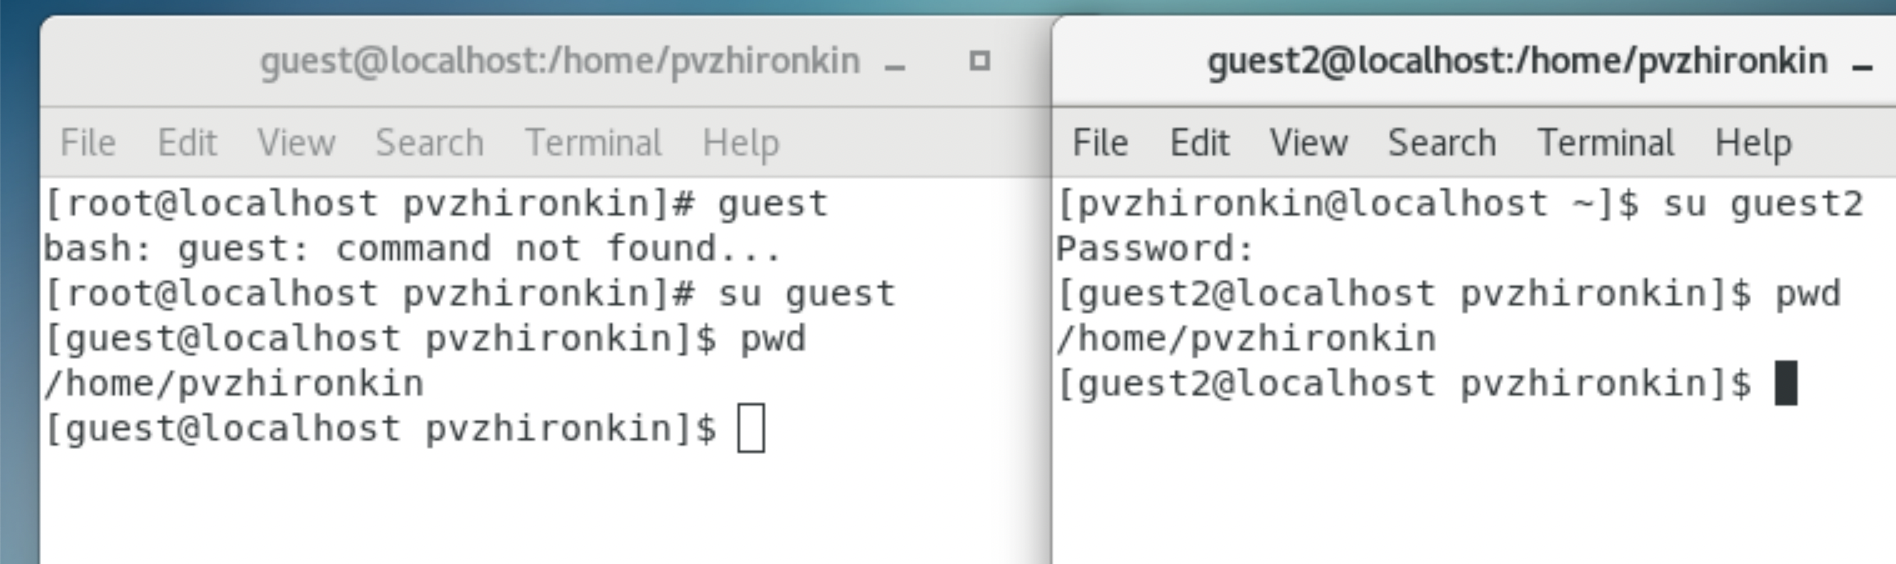 guest@localhost:/home/pvzhironkin
File Edit View Search Terminal Help
[root@localhost pvzhironkin]# guest
bash: guest: command not found...
[root@localhost pvzhironkin]# su guest
[guest@localhost pvzhironkin]$ pwd
/home/pvzhironkin
[guest@localhost pvzhironkin]$
guest2@localhost:/home/pvzhironkin
File Edit View Search Terminal Help
[pvzhironkin@localhost ~]$ su guest2
Password:
[guest2@localhost pvzhironkin]$ pwd
/home/pvzhironkin
[guest2@localhost pvzhironkin]$